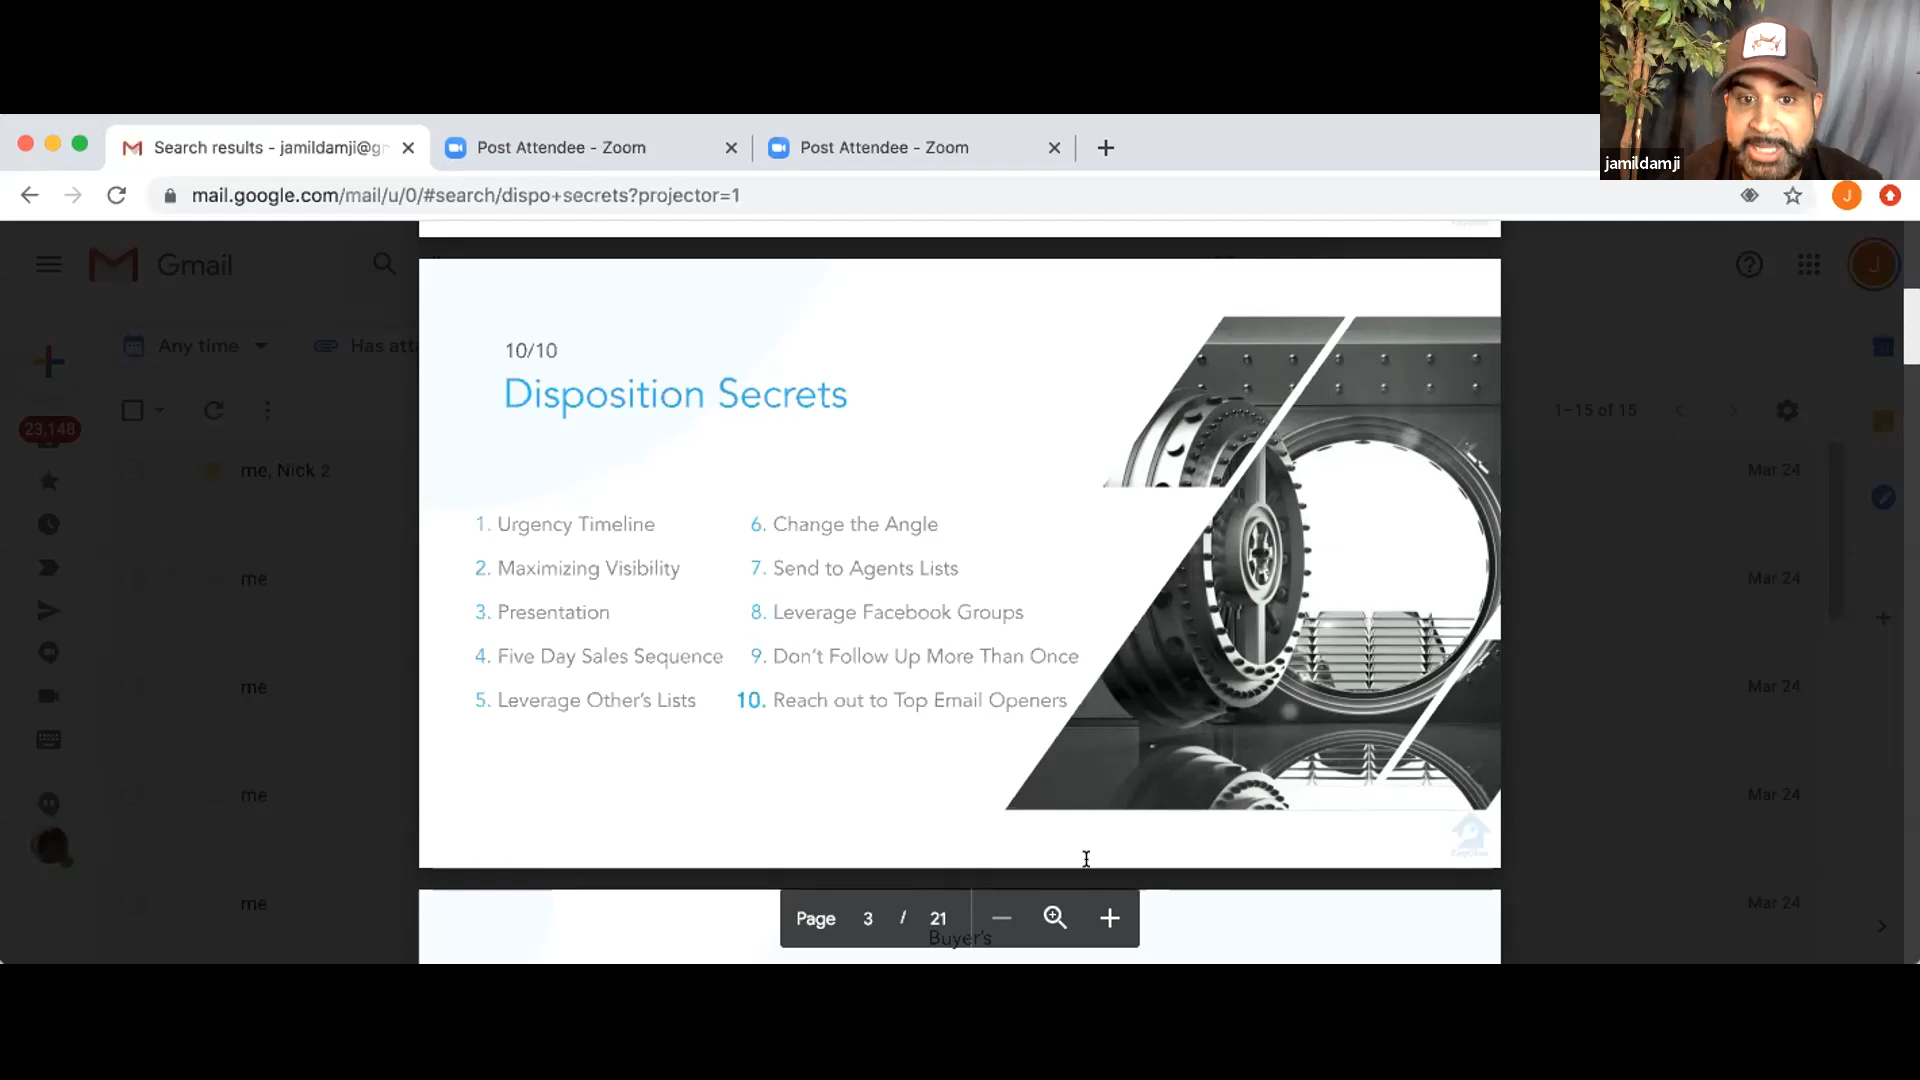 jamildamji
Search results - jamildamji@gm
Post Attendee - Zoom
Post Attendee - Zoom
mail.google.com/mail/u/0/#search/dispo+secrets?projector=1
J
Gmail
J
Any time
Has atta
1–15 of 15
23,148
me, Nick 2
Mar 24
me
Mar 24
me
Mar 24
me
Mar 24
me
Mar 24
10/10
Disposition Secrets
1. Urgency Timeline
2. Maximizing Visibility
3. Presentation
4. Five Day Sales Sequence
5. Leverage Other's Lists
6. Change the Angle
7. Send to Agents Lists
8. Leverage Facebook Groups
9. Don't Follow Up More Than Once
10. Reach out to Top Email Openers
Page 3 / 21
Buyer's